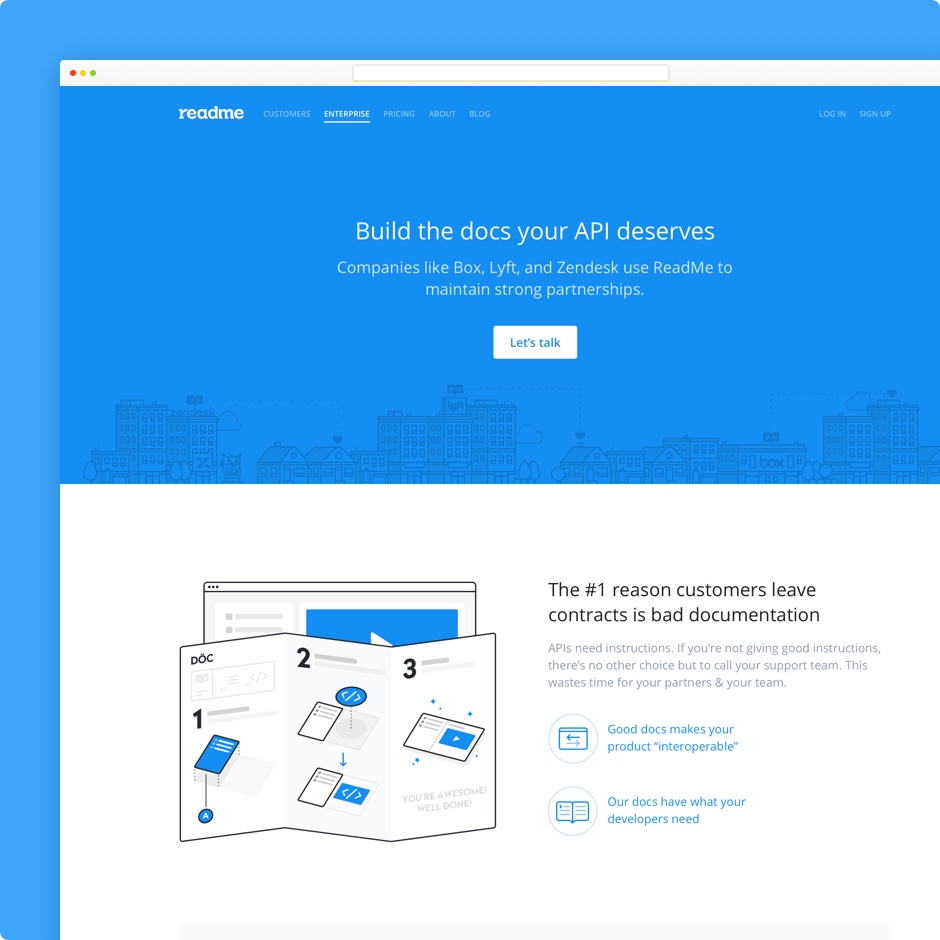 readme CUSTOMERS ENTERPRISE PRICING ABOUT BLOG LOG IN SIGN UP
Build the docs your API deserves
Companies like Box, Lyft, and Zendesk use ReadMe to
maintain strong partnerships.
Let's talk
zendesk
lyft
box
The #1 reason customers leave
contracts is bad documentation
APIs need instructions. If you're not giving good instructions,
there's no other choice but to call your support team. This
wastes time for your partners & your team.
Good docs makes your
product “interoperable”
Our docs have what your
developers need
DÖC
1
A
2
</>
</>
3
YOU'RE AWESOME!
WELL DONE!